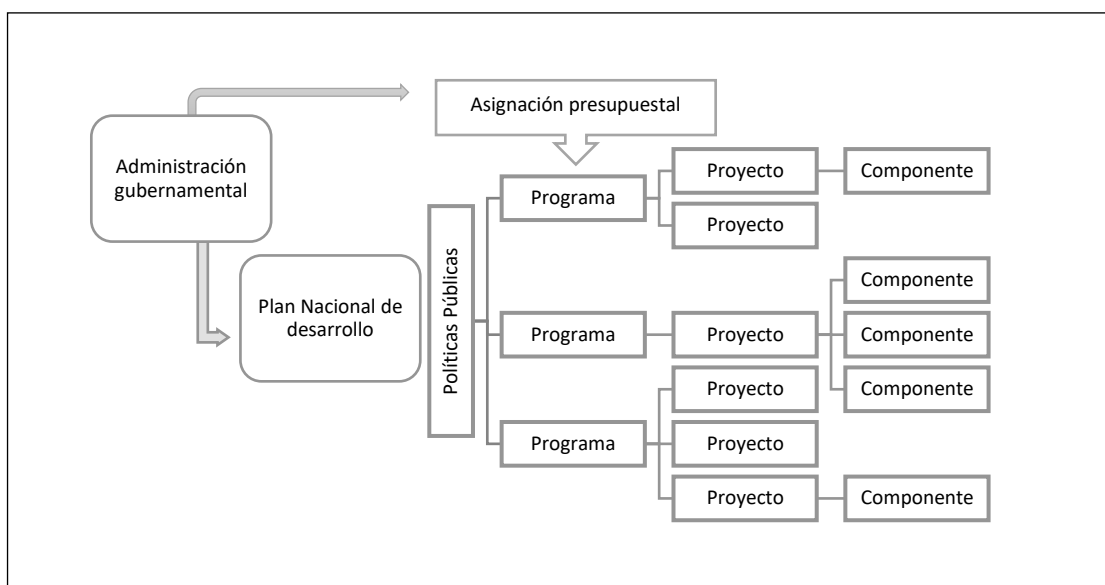 Asignación presupuestal
Administración
gubernamental
Plan Nacional de
desarrollo
Políticas Públicas
Programa
Proyecto
Componente
Proyecto
Programa
Proyecto
Componente
Componente
Componente
Programa
Proyecto
Proyecto
Proyecto
Componente